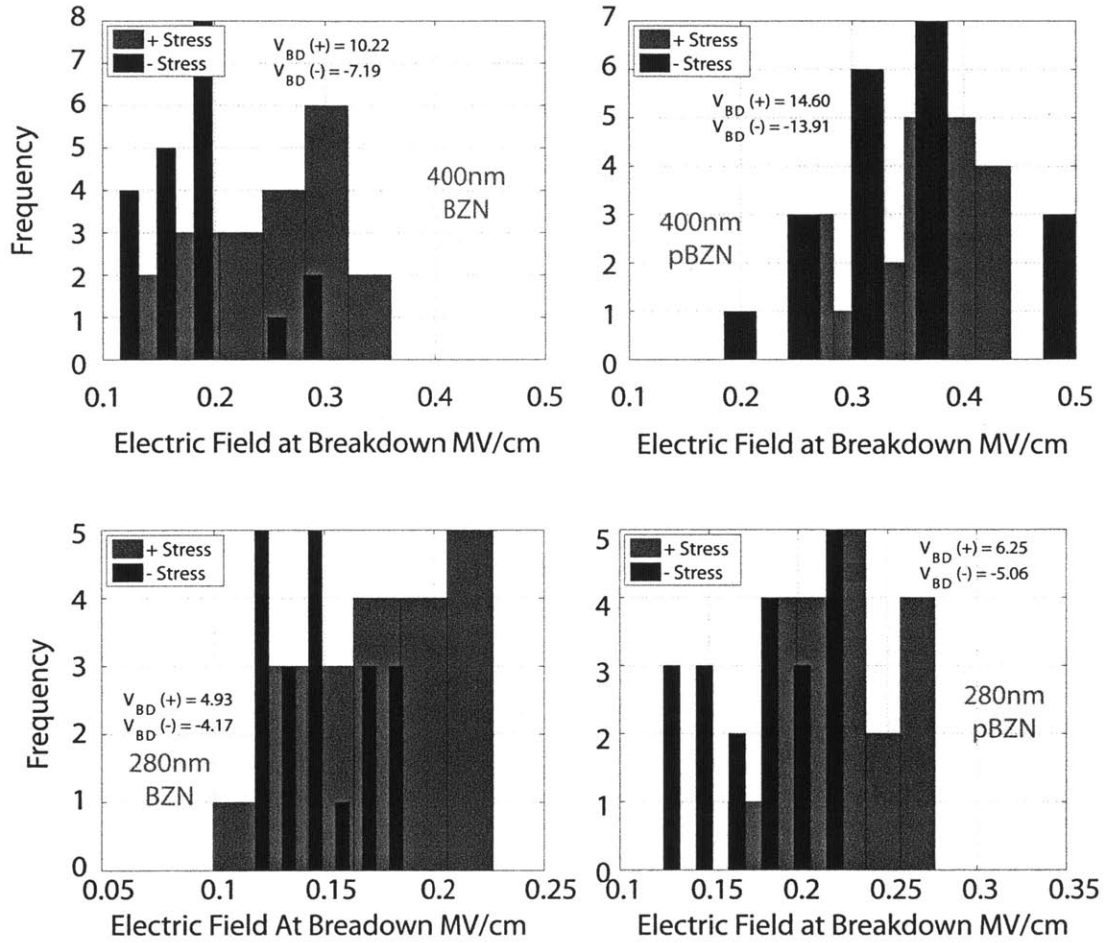 8
7
6
5
4
3
2
1
0
Frequency
+ Stress
- Stress
V BD (+) = 10.22
V BD (-) = -7.19
400nm
BZN
0.1 0.2 0.3 0.4 0.5
Electric Field at Breakdown MV/cm
7
6
5
4
3
2
1
0
+ Stress
- Stress
V BD (+) = 14.60
V BD (-) = -13.91
400nm
pBZN
0.1 0.2 0.3 0.4 0.5
Electric Field at Breakdown MV/cm
5
4
3
2
1
0
Frequency
+ Stress
- Stress
V BD (+) = 4.93
V BD (-) = -4.17
280nm
BZN
0.05 0.1 0.15 0.2 0.25
Electric Field At Breadown MV/cm
5
4
3
2
1
0
+ Stress
- Stress
V BD (+) = 6.25
V BD (-) = -5.06
280nm
pBZN
0.1 0.15 0.2 0.25 0.3 0.35
Electric Field at Breakdown MV/cm